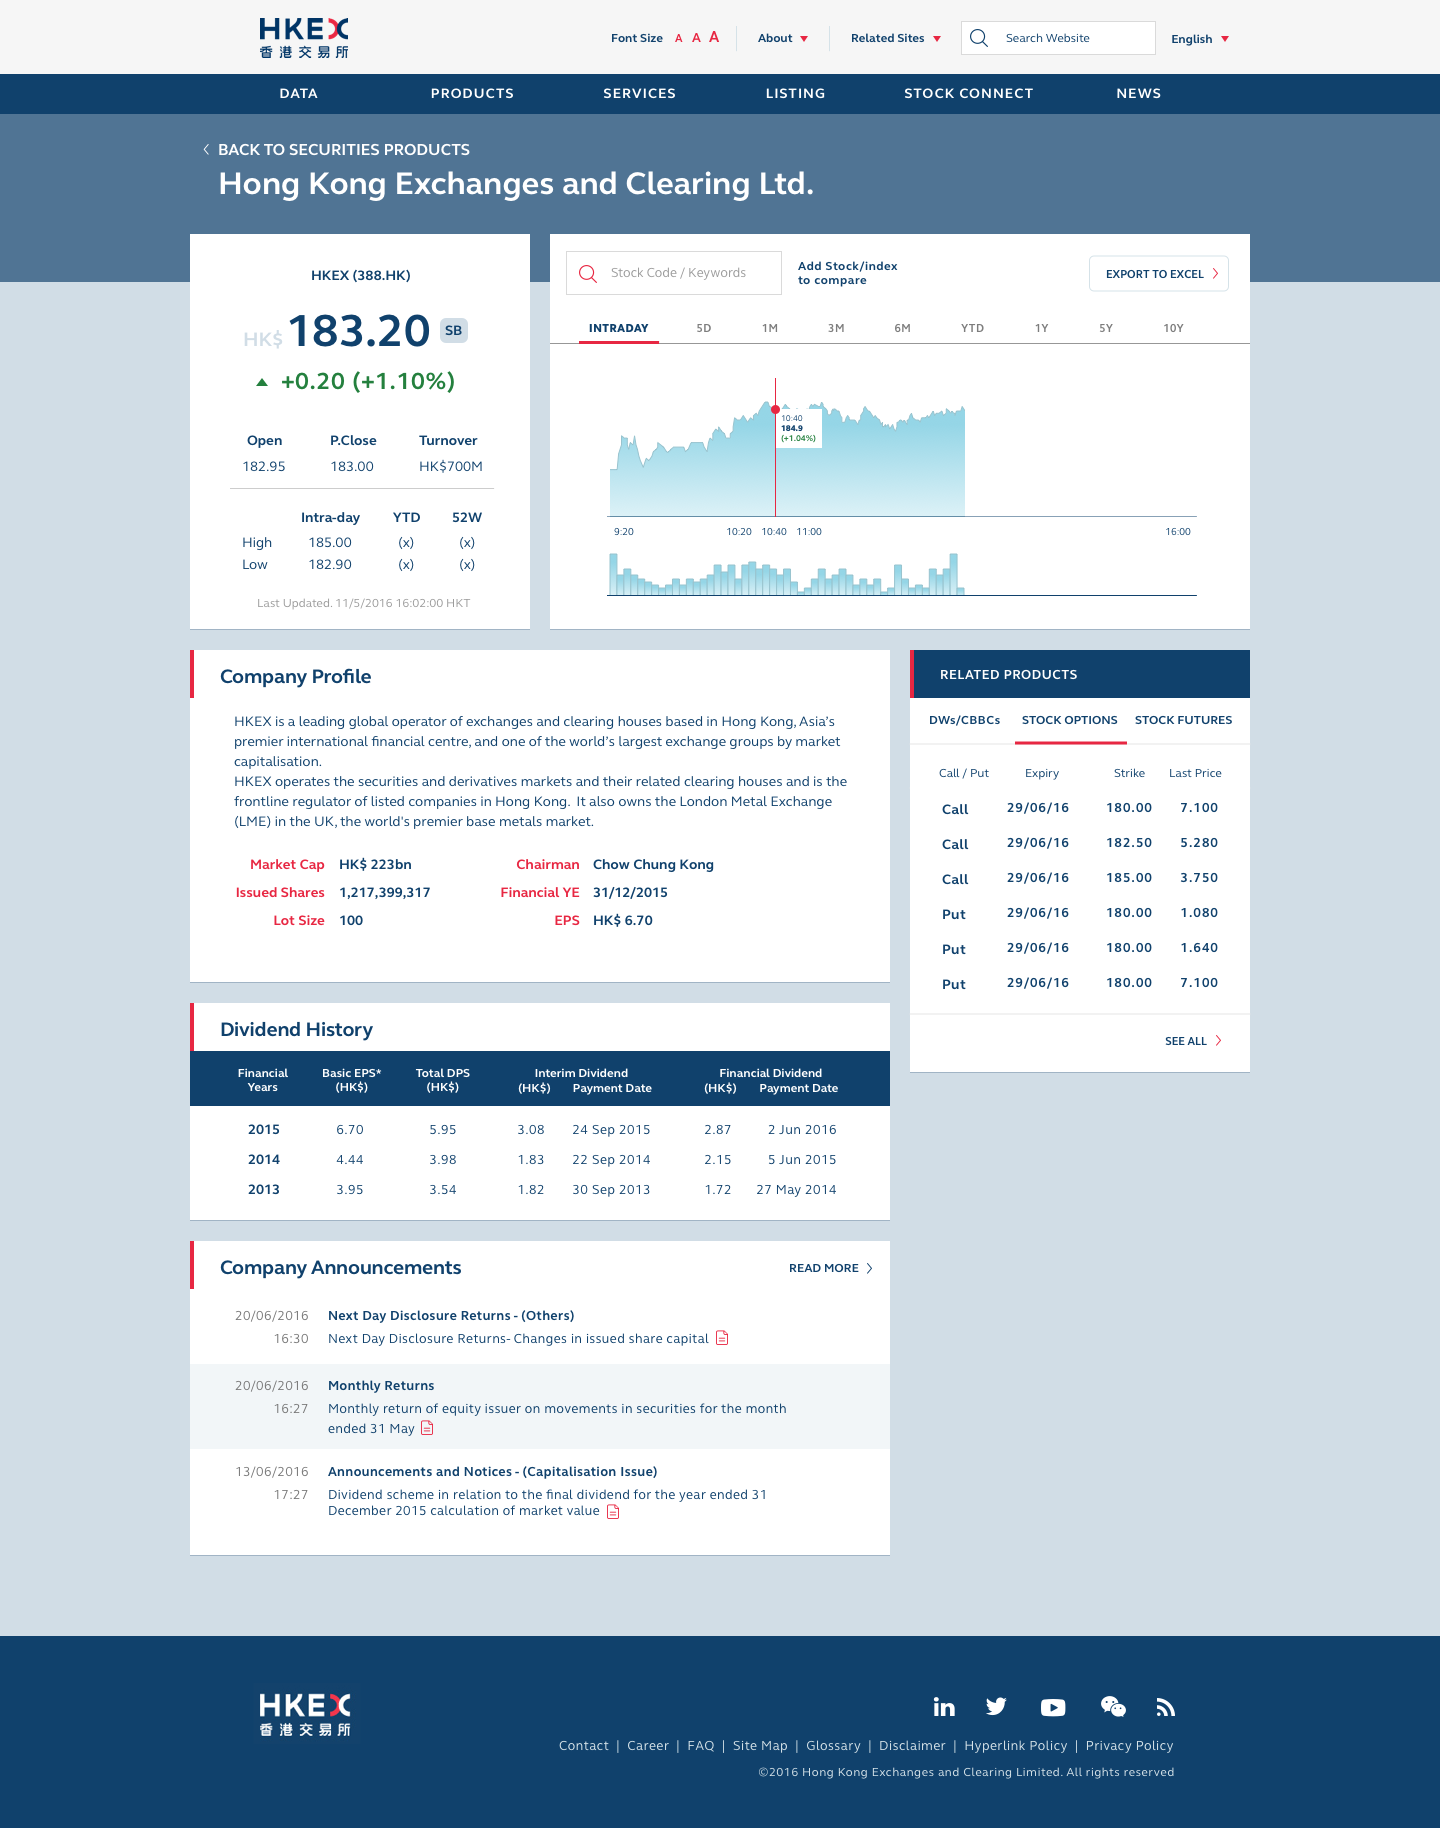 HKEX
香港交易所
Font Size A A A
About
Related Sites
Search Website
English
DATA PRODUCTS SERVICES LISTING STOCK CONNECT NEWS
BACK TO SECURITIES PRODUCTS
Hong Kong Exchanges and Clearing Ltd.
HKEX (388.HK)
HK$ 183.20 SB
+0.20 (+1.10%)
Open P.Close Turnover
182.95 183.00 HK$700M
Intra-day YTD 52W
High 185.00 (x) (x)
Low 182.90 (x) (x)
Last Updated. 11/5/2016 16:02:00 HKT
Stock Code / Keywords
Add Stock/index
to compare
EXPORT TO EXCEL
INTRADAY 5D 1M 3M 6M YTD 1Y 5Y 10Y
10:40
184.9
(+1.04%)
9:20 10:20 10:40 11:00 16:00
Company Profile
HKEX is a leading global operator of exchanges and clearing houses based in Hong Kong, Asia’s
premier international financial centre, and one of the world’s largest exchange groups by market
capitalisation.
HKEX operates the securities and derivatives markets and their related clearing houses and is the
frontline regulator of listed companies in Hong Kong. It also owns the London Metal Exchange
(LME) in the UK, the world's premier base metals market.
Market Cap HK$ 223bn Chairman Chow Chung Kong
Issued Shares 1,217,399,317 Financial YE 31/12/2015
Lot Size 100 EPS HK$ 6.70
RELATED PRODUCTS
DWs/CBBCs STOCK OPTIONS STOCK FUTURES
Call / Put Expiry Strike Last Price
Call 29/06/16 180.00 7.100
Call 29/06/16 182.50 5.280
Call 29/06/16 185.00 3.750
Put 29/06/16 180.00 1.080
Put 29/06/16 180.00 1.640
Put 29/06/16 180.00 7.100
SEE ALL
Dividend History
Financial Basic EPS* Total DPS Interim Dividend Financial Dividend
Years (HK$) (HK$) (HK$) Payment Date (HK$) Payment Date
2015 6.70 5.95 3.08 24 Sep 2015 2.87 2 Jun 2016
2014 4.44 3.98 1.83 22 Sep 2014 2.15 5 Jun 2015
2013 3.95 3.54 1.82 30 Sep 2013 1.72 27 May 2014
Company Announcements
READ MORE
20/06/2016 Next Day Disclosure Returns - (Others)
16:30 Next Day Disclosure Returns- Changes in issued share capital
20/06/2016 Monthly Returns
16:27 Monthly return of equity issuer on movements in securities for the month
ended 31 May
13/06/2016 Announcements and Notices - (Capitalisation Issue)
17:27 Dividend scheme in relation to the final dividend for the year ended 31
December 2015 calculation of market value
HKEX
香港交易所
in
Contact | Career | FAQ | Site Map | Glossary | Disclaimer | Hyperlink Policy | Privacy Policy
©2016 Hong Kong Exchanges and Clearing Limited. All rights reserved